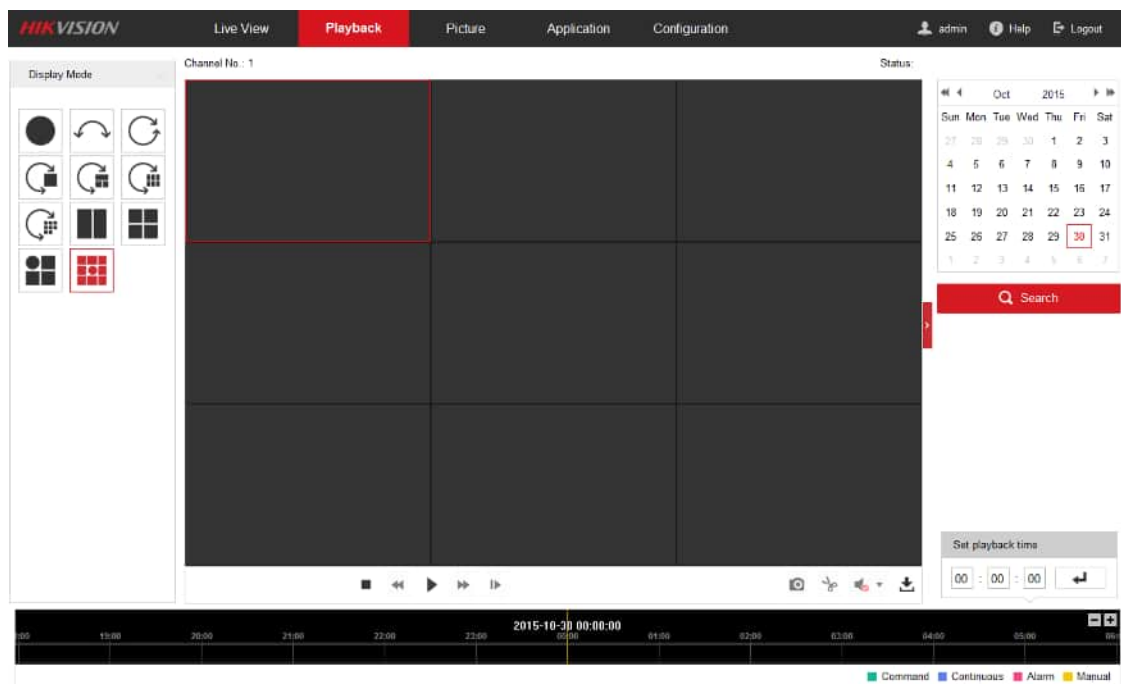 HIKVISION Live View Playback Picture Application Configuration admin Help Logout
Display Mode
Channel No.: 1 Status:
Oct 2015
Sun Mon Tue Wed Thu Fri Sat
27 28 29 30 1 2 3
4 5 6 7 8 9 10
11 12 13 14 15 16 17
18 19 20 21 22 23 24
25 26 27 28 29 30 31
1 2 3 4 5 6 7
Search
Set playback time
00 : 00 : 00
2015-10-30 00:00:00
19:00 20:00 21:00 22:00 23:00 00:00 01:00 02:00 03:00 04:00 05:00
Command Continuous Alarm Manual